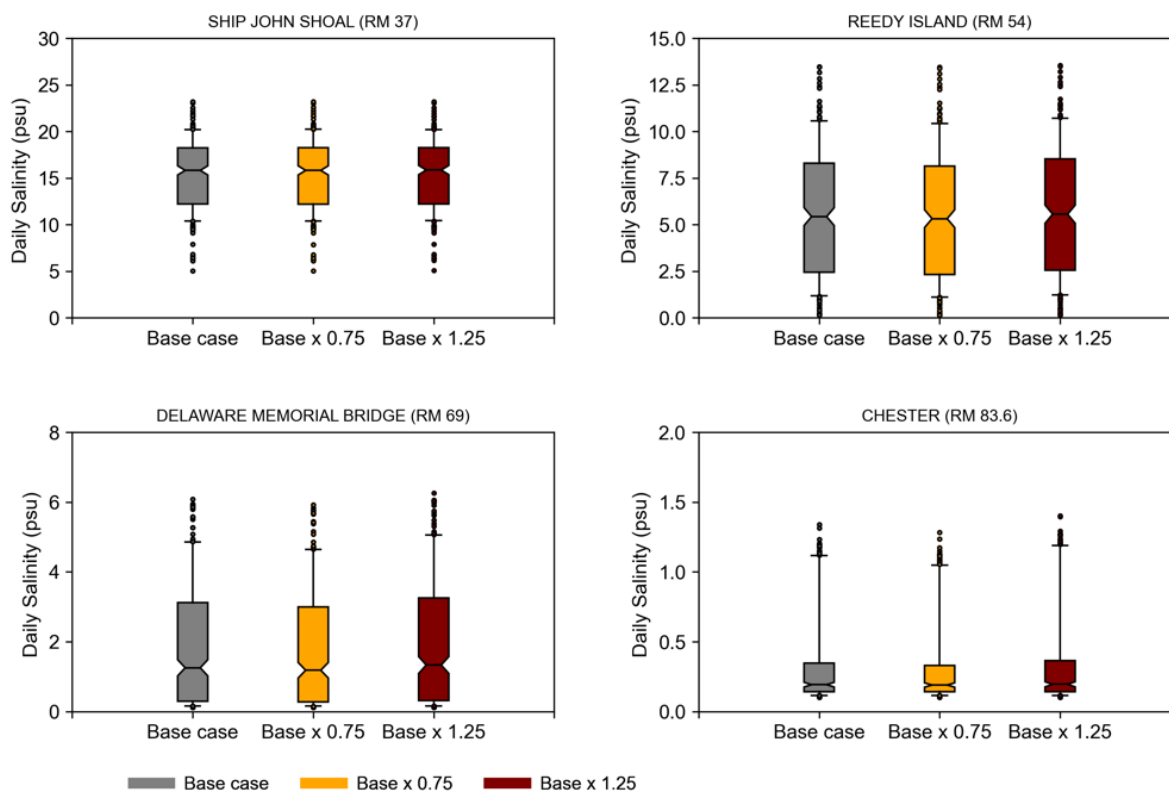 SHIP JOHN SHOAL (RM 37)
Daily Salinity (psu)
30
20
15
10
5
0
25
Base case Base x 0.75 Base x 1.25
REEDY ISLAND (RM 54)
Daily Salinity (psu)
15.0
12.5
10.0
7.5
5.0
2.5
0.0
Base case Base x 0.75 Base x 1.25
DELAWARE MEMORIAL BRIDGE (RM 69)
Daily Salinity (psu)
8
6
4
2
0
Base case Base x 0.75 Base x 1.25
CHESTER (RM 83.6)
Daily Salinity (psu)
2.0
1.5
1.0
0.5
0.0
Base case Base x 0.75 Base x 1.25
Base case Base x 0.75 Base x 1.25